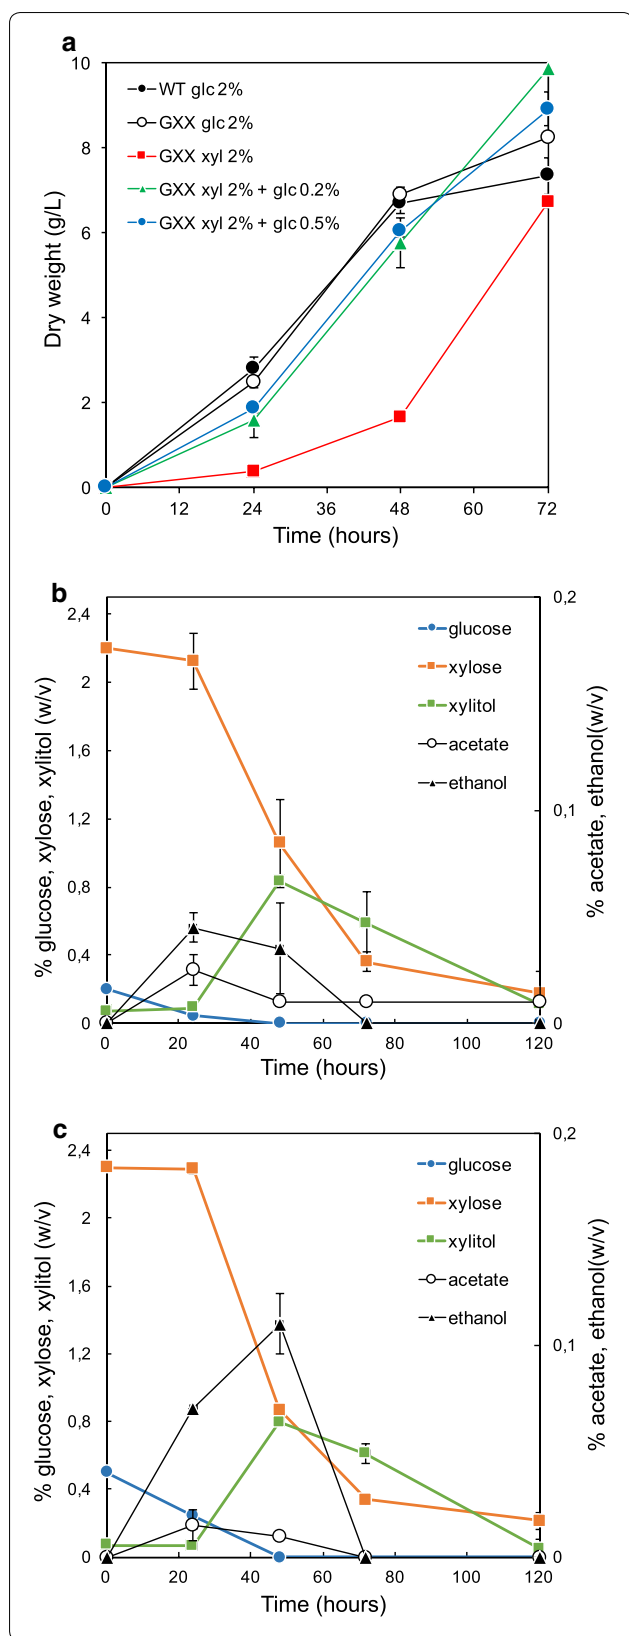 a
10
8
6
4
2
0
Dry weight (g/L)
WT glc 2%
GXX glc 2%
GXX xyl 2%
GXX xyl 2% + glc 0.2%
GXX xyl 2% + glc 0.5%
0 12 24 36 48 60 72
Time (hours)
b
2,4
2
1,6
1,2
0,8
0.4
0
% glucose, xylose, xylitol (w/v)
glucose
xylose
xylitol
acetate
ethanol
0,2
0,1
0
% acetate, ethanol(w/v)
0 20 40 60 80 100 120
Time (hours)
c
2,4
2
1,6
1,2
0,8
0.4
0
% glucose, xylose, xylitol (w/v)
glucose
xylose
xylitol
acetate
ethanol
0,2
0,1
0
% acetate, ethanol(w/v)
0 20 40 60 80 100 120
Time (hours)